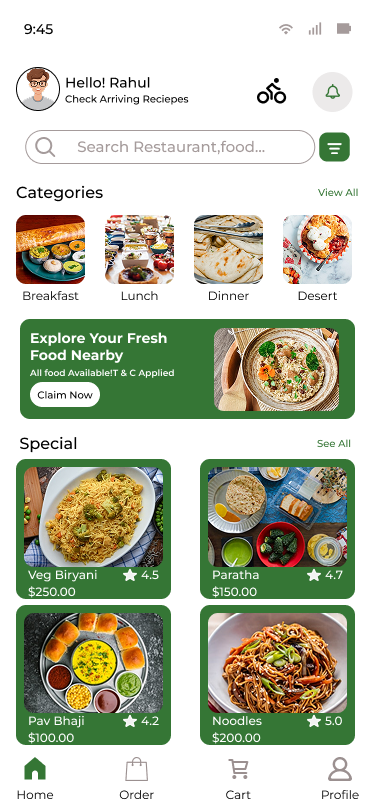 9:45
Hello! Rahul
Check Arriving Reciepes
Search Restaurant,food...
Categories
View All
Breakfast
Lunch
Dinner
Desert
Explore Your Fresh
Food Nearby
All food Available!T & C Applied
Claim Now
Special
See All
Veg Biryani 4.5
$250.00
Paratha 4.7
$150.00
Pav Bhaji 4.2
$100.00
Noodles 5.0
$200.00
Home
Order
Cart
Profile